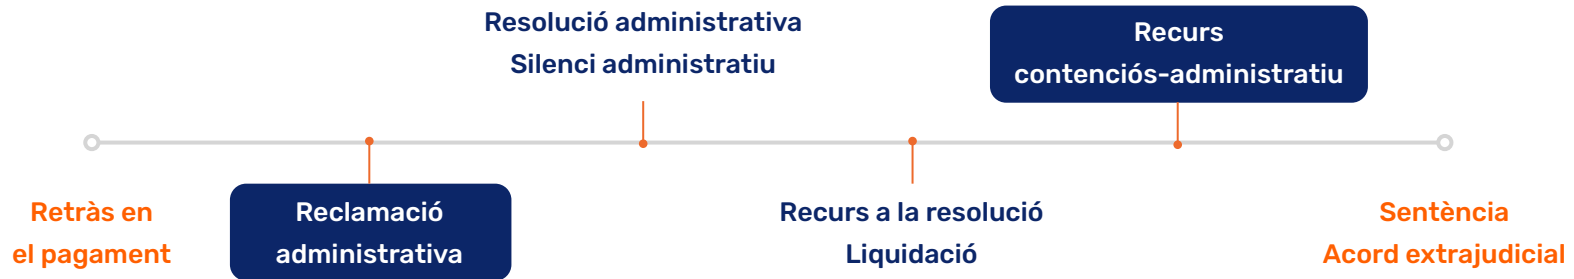 Retràs en
el pagament
Reclamació
administrativa
Resolució administrativa
Silenci administratiu
Recurs a la resolució
Liquidació
Recurs
contenciós-administratiu
Sentència
Acord extrajudicial